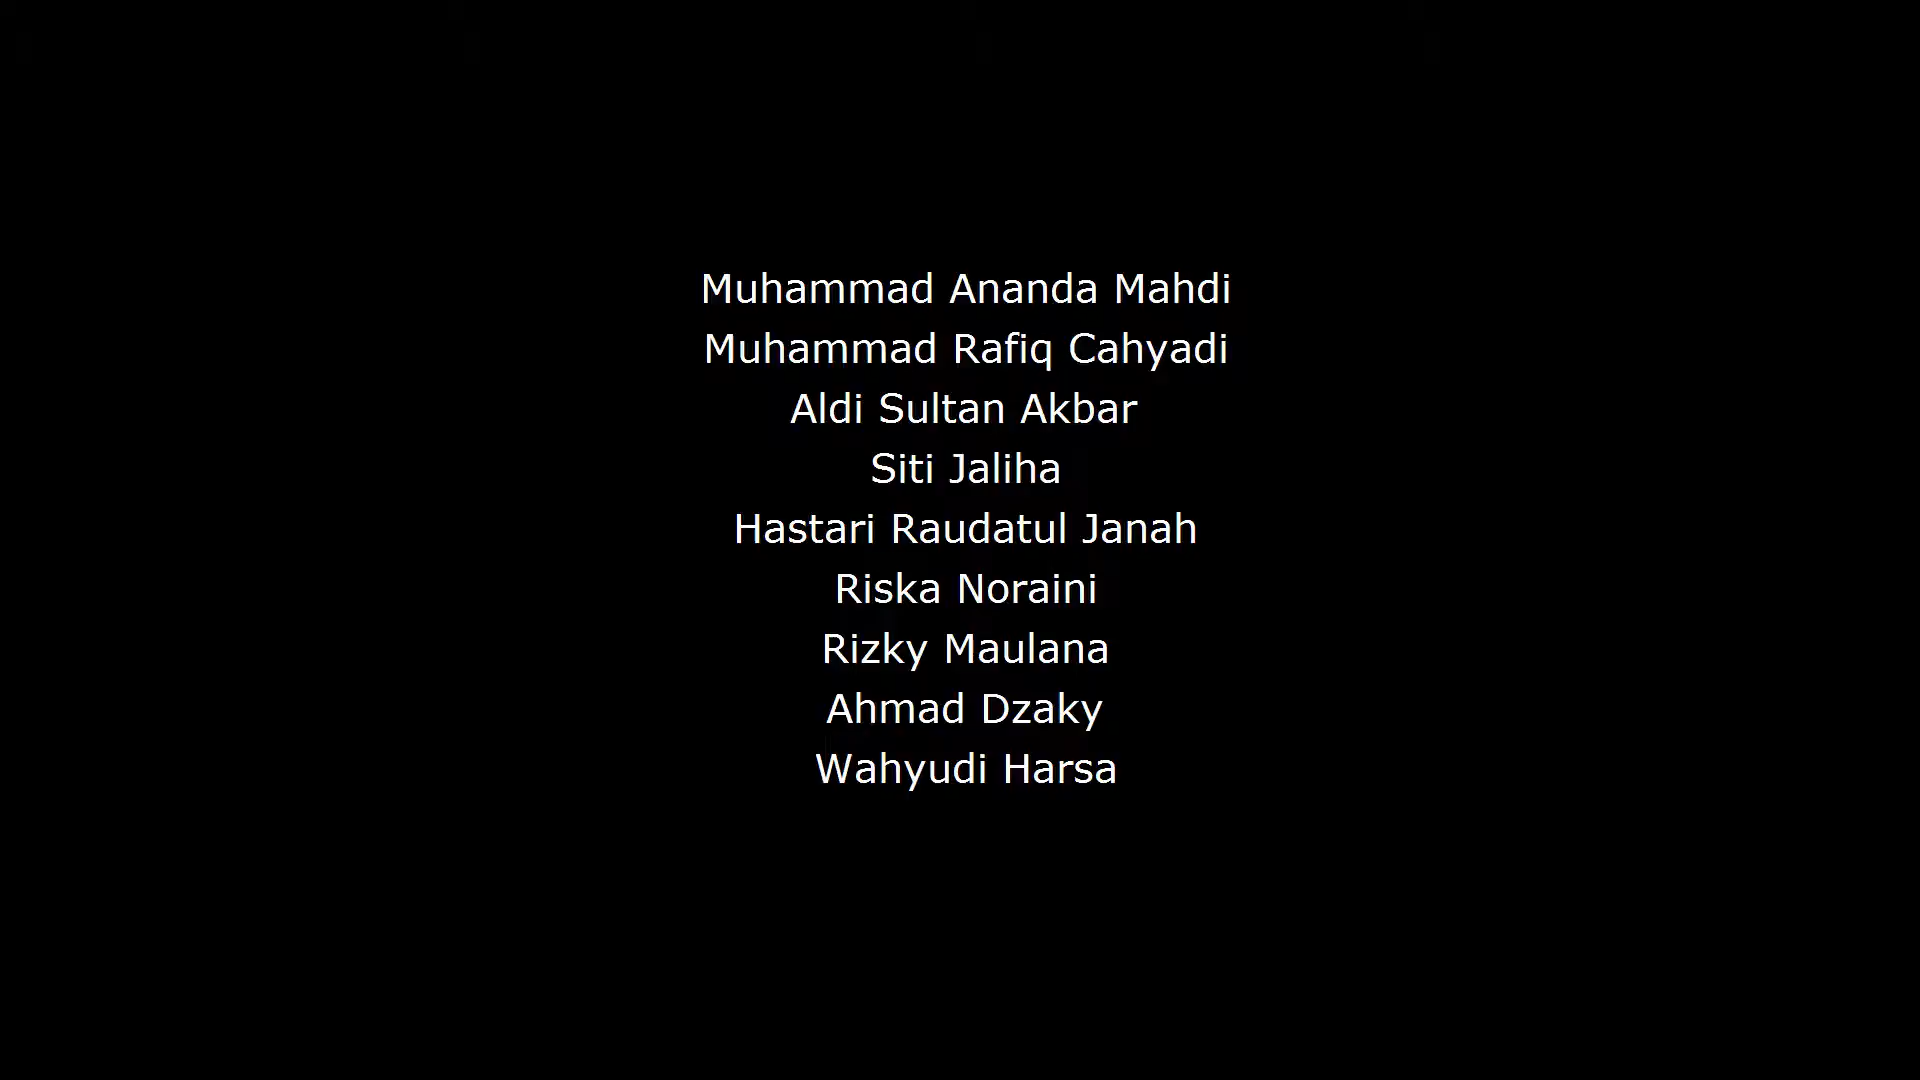 Muhammad Ananda Mahdi
Muhammad Rafiq Cahyadi
Aldi Sultan Akbar
Siti Jaliha
Hastari Raudatul Janah
Riska Noraini
Rizky Maulana
Ahmad Dzaky
Wahyudi Harsa